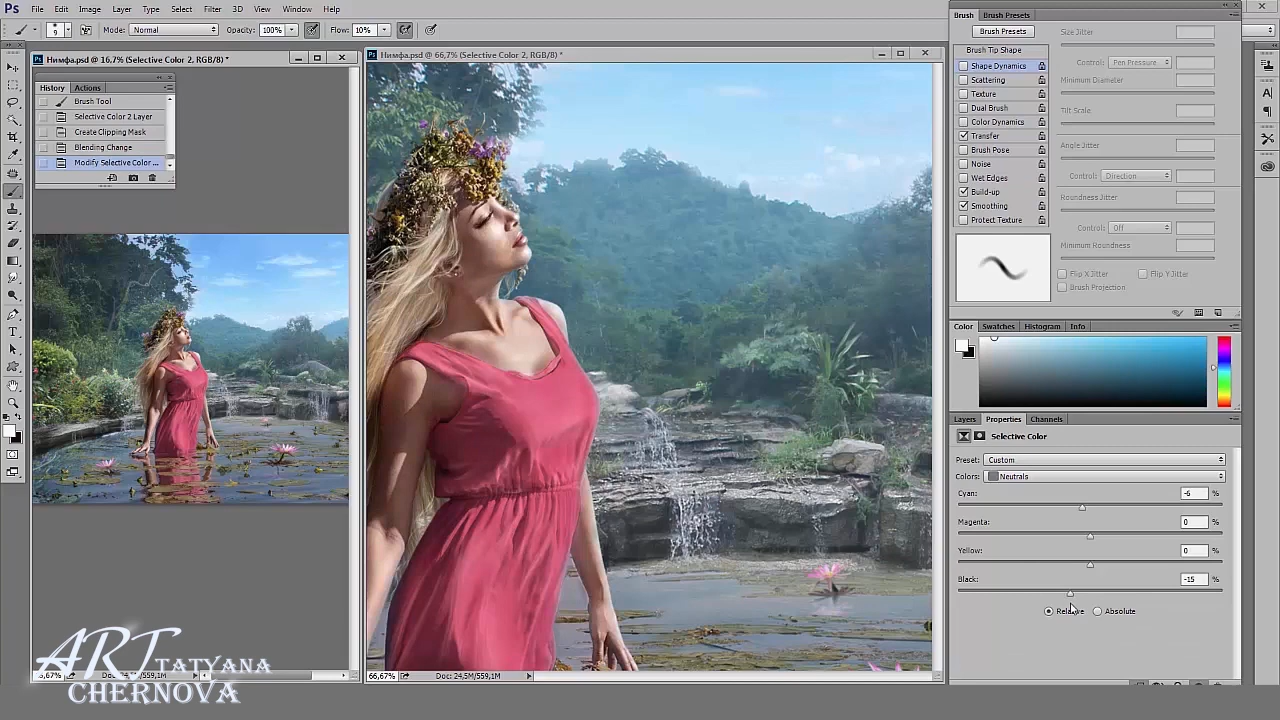 Ps File Edit Image Layer Type Select Filter 3D View Window Help
9 Mode: Normal Opacity: 100% Flow: 10%
Нимфа.psd @ 16,7% (Selective Color 2, RGB/8) *
History Actions
Brush Tool
Selective Color 2 Layer
Create Clipping Mask
Blending Change
Modify Selective Color ...
Нимфа.psd @ 66,7% (Selective Color 2, RGB/8) *
66,67% Doc: 24,5M/559,1M
ART TATYANA
CHERNOVA
Brush Brush Presets
Brush Presets
Brush Tip Shape
Shape Dynamics
Scattering
Texture
Dual Brush
Color Dynamics
Transfer
Brush Pose
Noise
Wet Edges
Build-up
Smoothing
Protect Texture
Size Jitter
Control: Pen Pressure
Minimum Diameter
Tilt Scale
Angle Jitter
Control: Direction
Roundness Jitter
Control: Off
Minimum Roundness
Flip X Jitter Flip Y Jitter
Brush Projection
Color Swatches Histogram Info
Layers Properties Channels
Selective Color
Preset: Custom
Colors: Neutrals
Cyan: -6 %
Magenta: 0 %
Yellow: 0 %
Black: -15 %
Relative Absolute